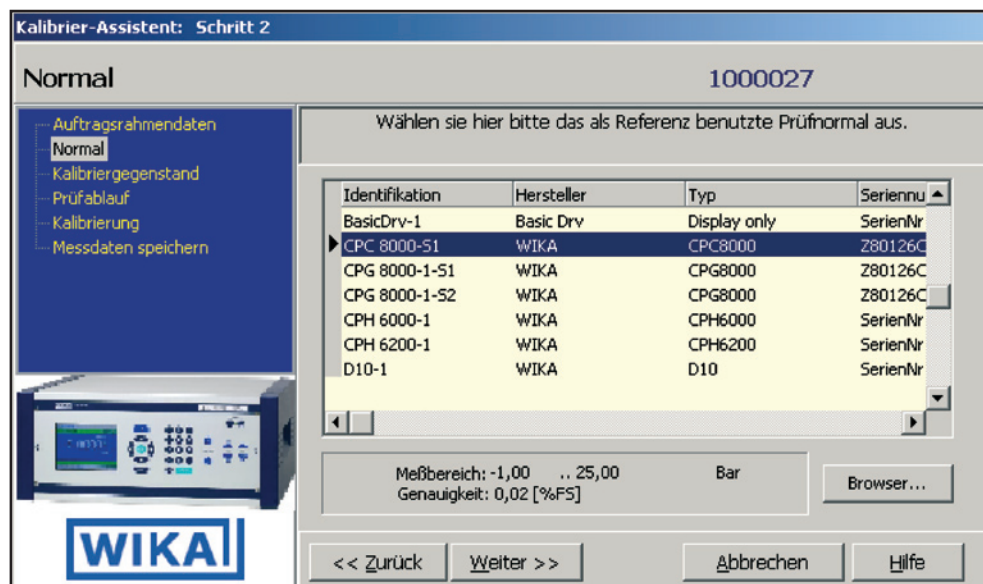 Kalibrier-Assistent: Schritt 2
Normal 1000027
Auftragsrahmendaten
Normal
Kalibriergegenstand
Prüfablauf
Kalibrierung
Messdaten speichern
Wählen sie hier bitte das als Referenz benutzte Prüfnormal aus.
Identifikation Hersteller Typ Seriennu
BasicDrv-1 Basic Drv Display only SerienNr
CPC 8000-S1 WIKA CPC8000 Z80126C
CPG 8000-1-S1 WIKA CPG8000 Z80126C
CPG 8000-1-S2 WIKA CPG8000 Z80126C
CPH 6000-1 WIKA CPH6000 SerienNr
CPH 6200-1 WIKA CPH6200 SerienNr
D10-1 WIKA D10 SerienNr
Meßbereich: -1,00 .. 25,00 Bar
Genauigkeit: 0,02 [%FS]
Browser...
WIKA
<< Zurück Weiter >> Abbrechen Hilfe